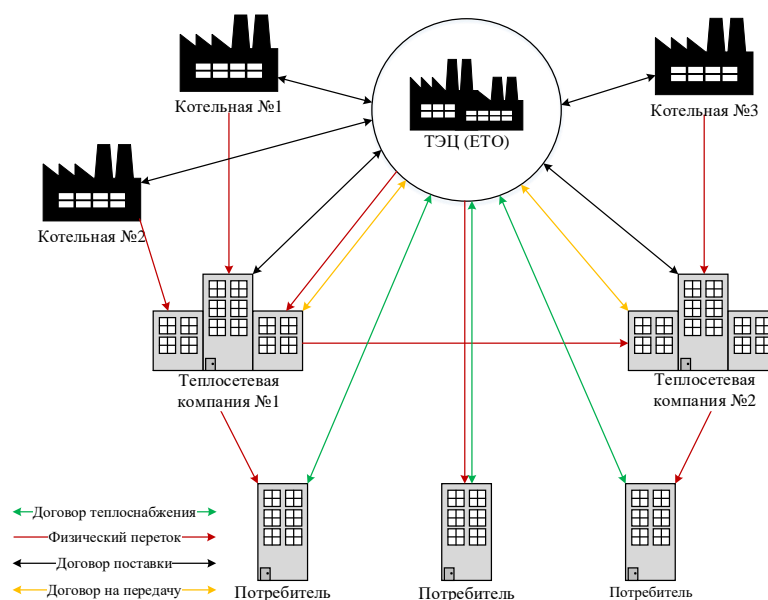 Котельная №1
Котельная №3
ТЭЦ (ЕТО)
Котельная №2
Теплосетевая
компания №1
Теплосетевая
компания №2
Договор теплоснабжения
Физический переток
Договор поставки
Договор на передачу
Потребитель
Потребитель
Потребитель